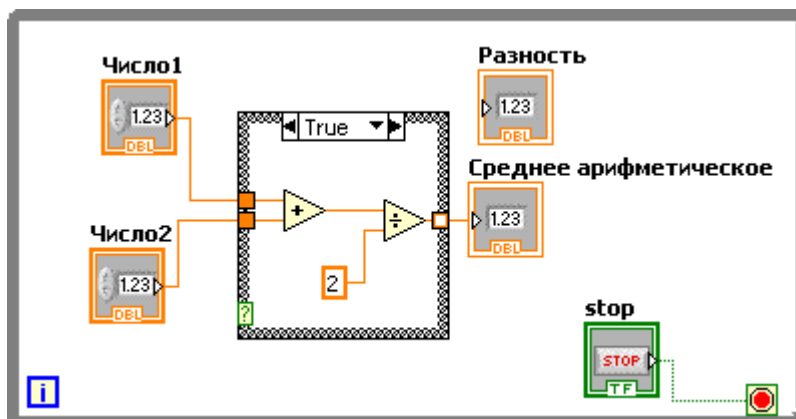 Число1
1.23
DBL
Число2
1.23
DBL
True
+
÷
2
?
Разность
1.23
DBL
Среднее арифметическое
1.23
DBL
stop
STOP
TF
i